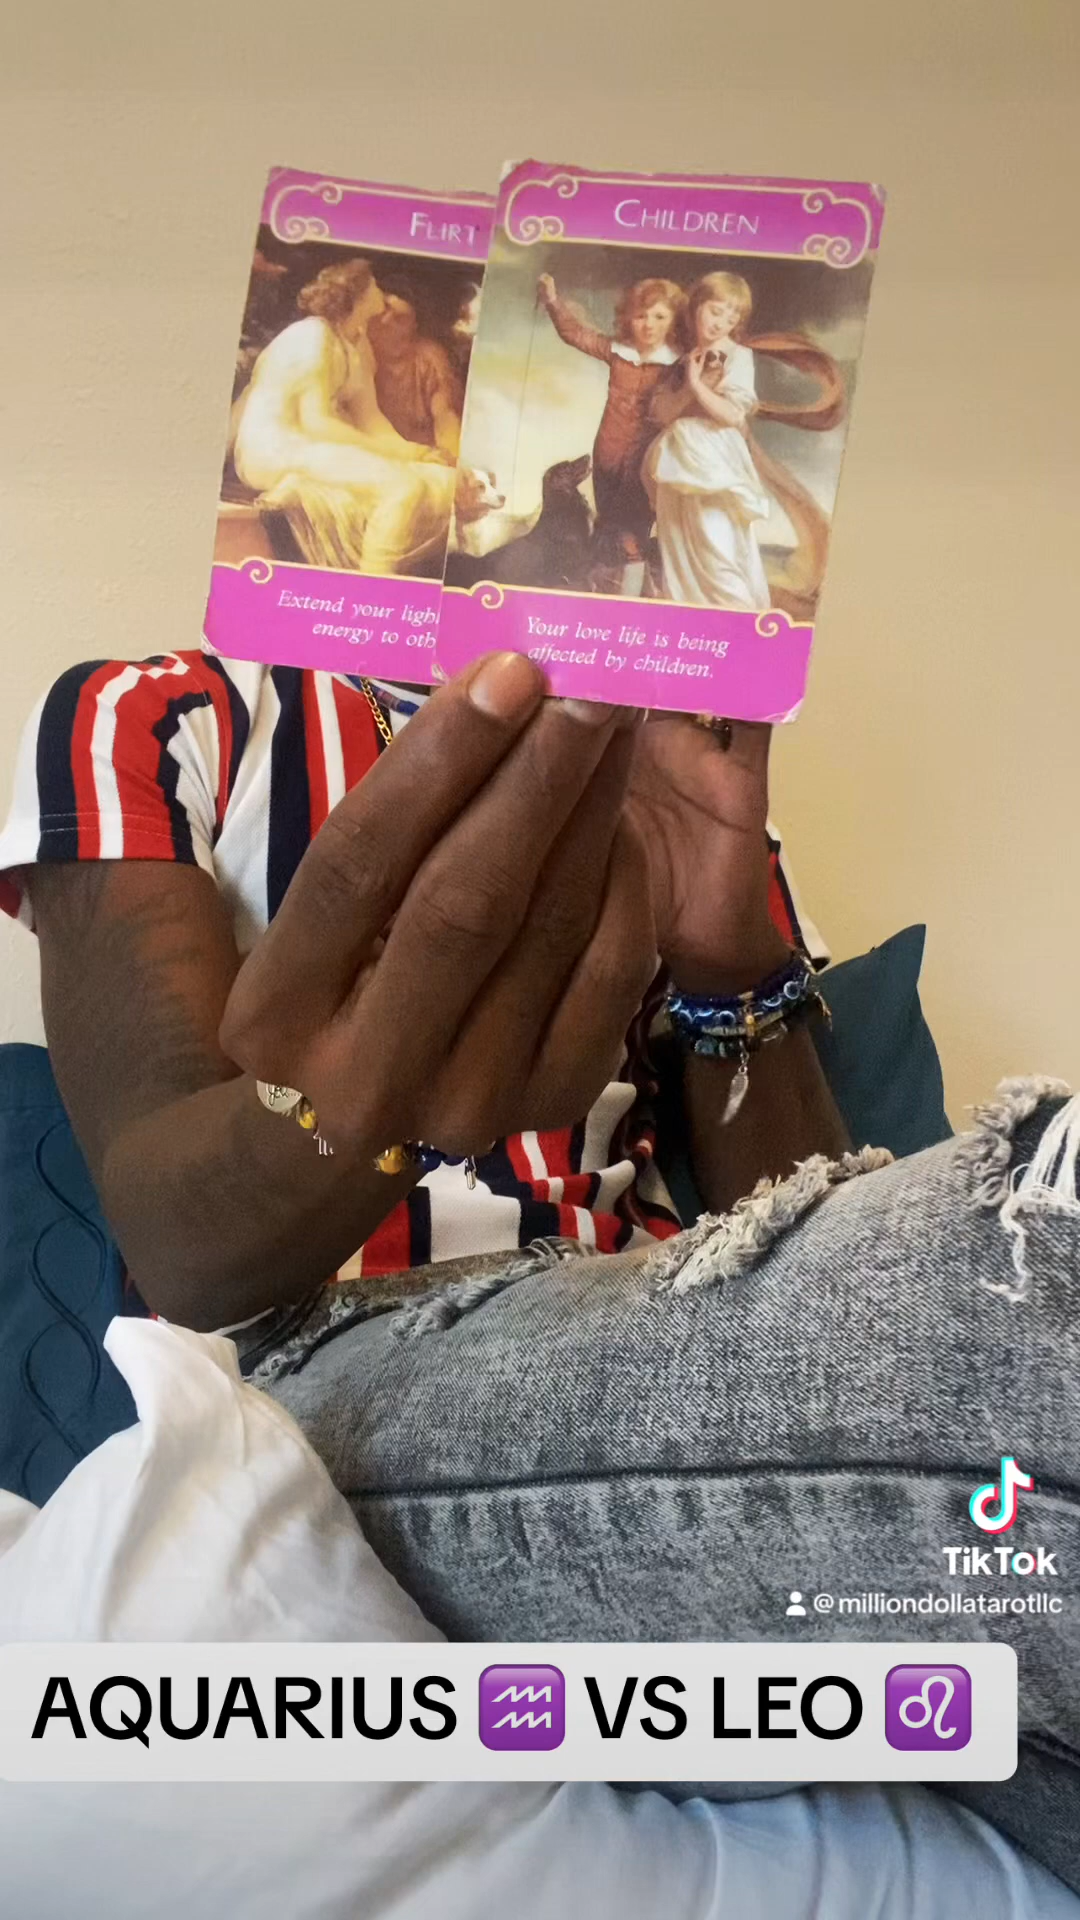 FLIRT
Extend your
energy to
CHILDREN
Your love life is being
affected by children.
you
TikTok
@milliondollatarotllc
AQUARIUS ♒ VS LEO ♌